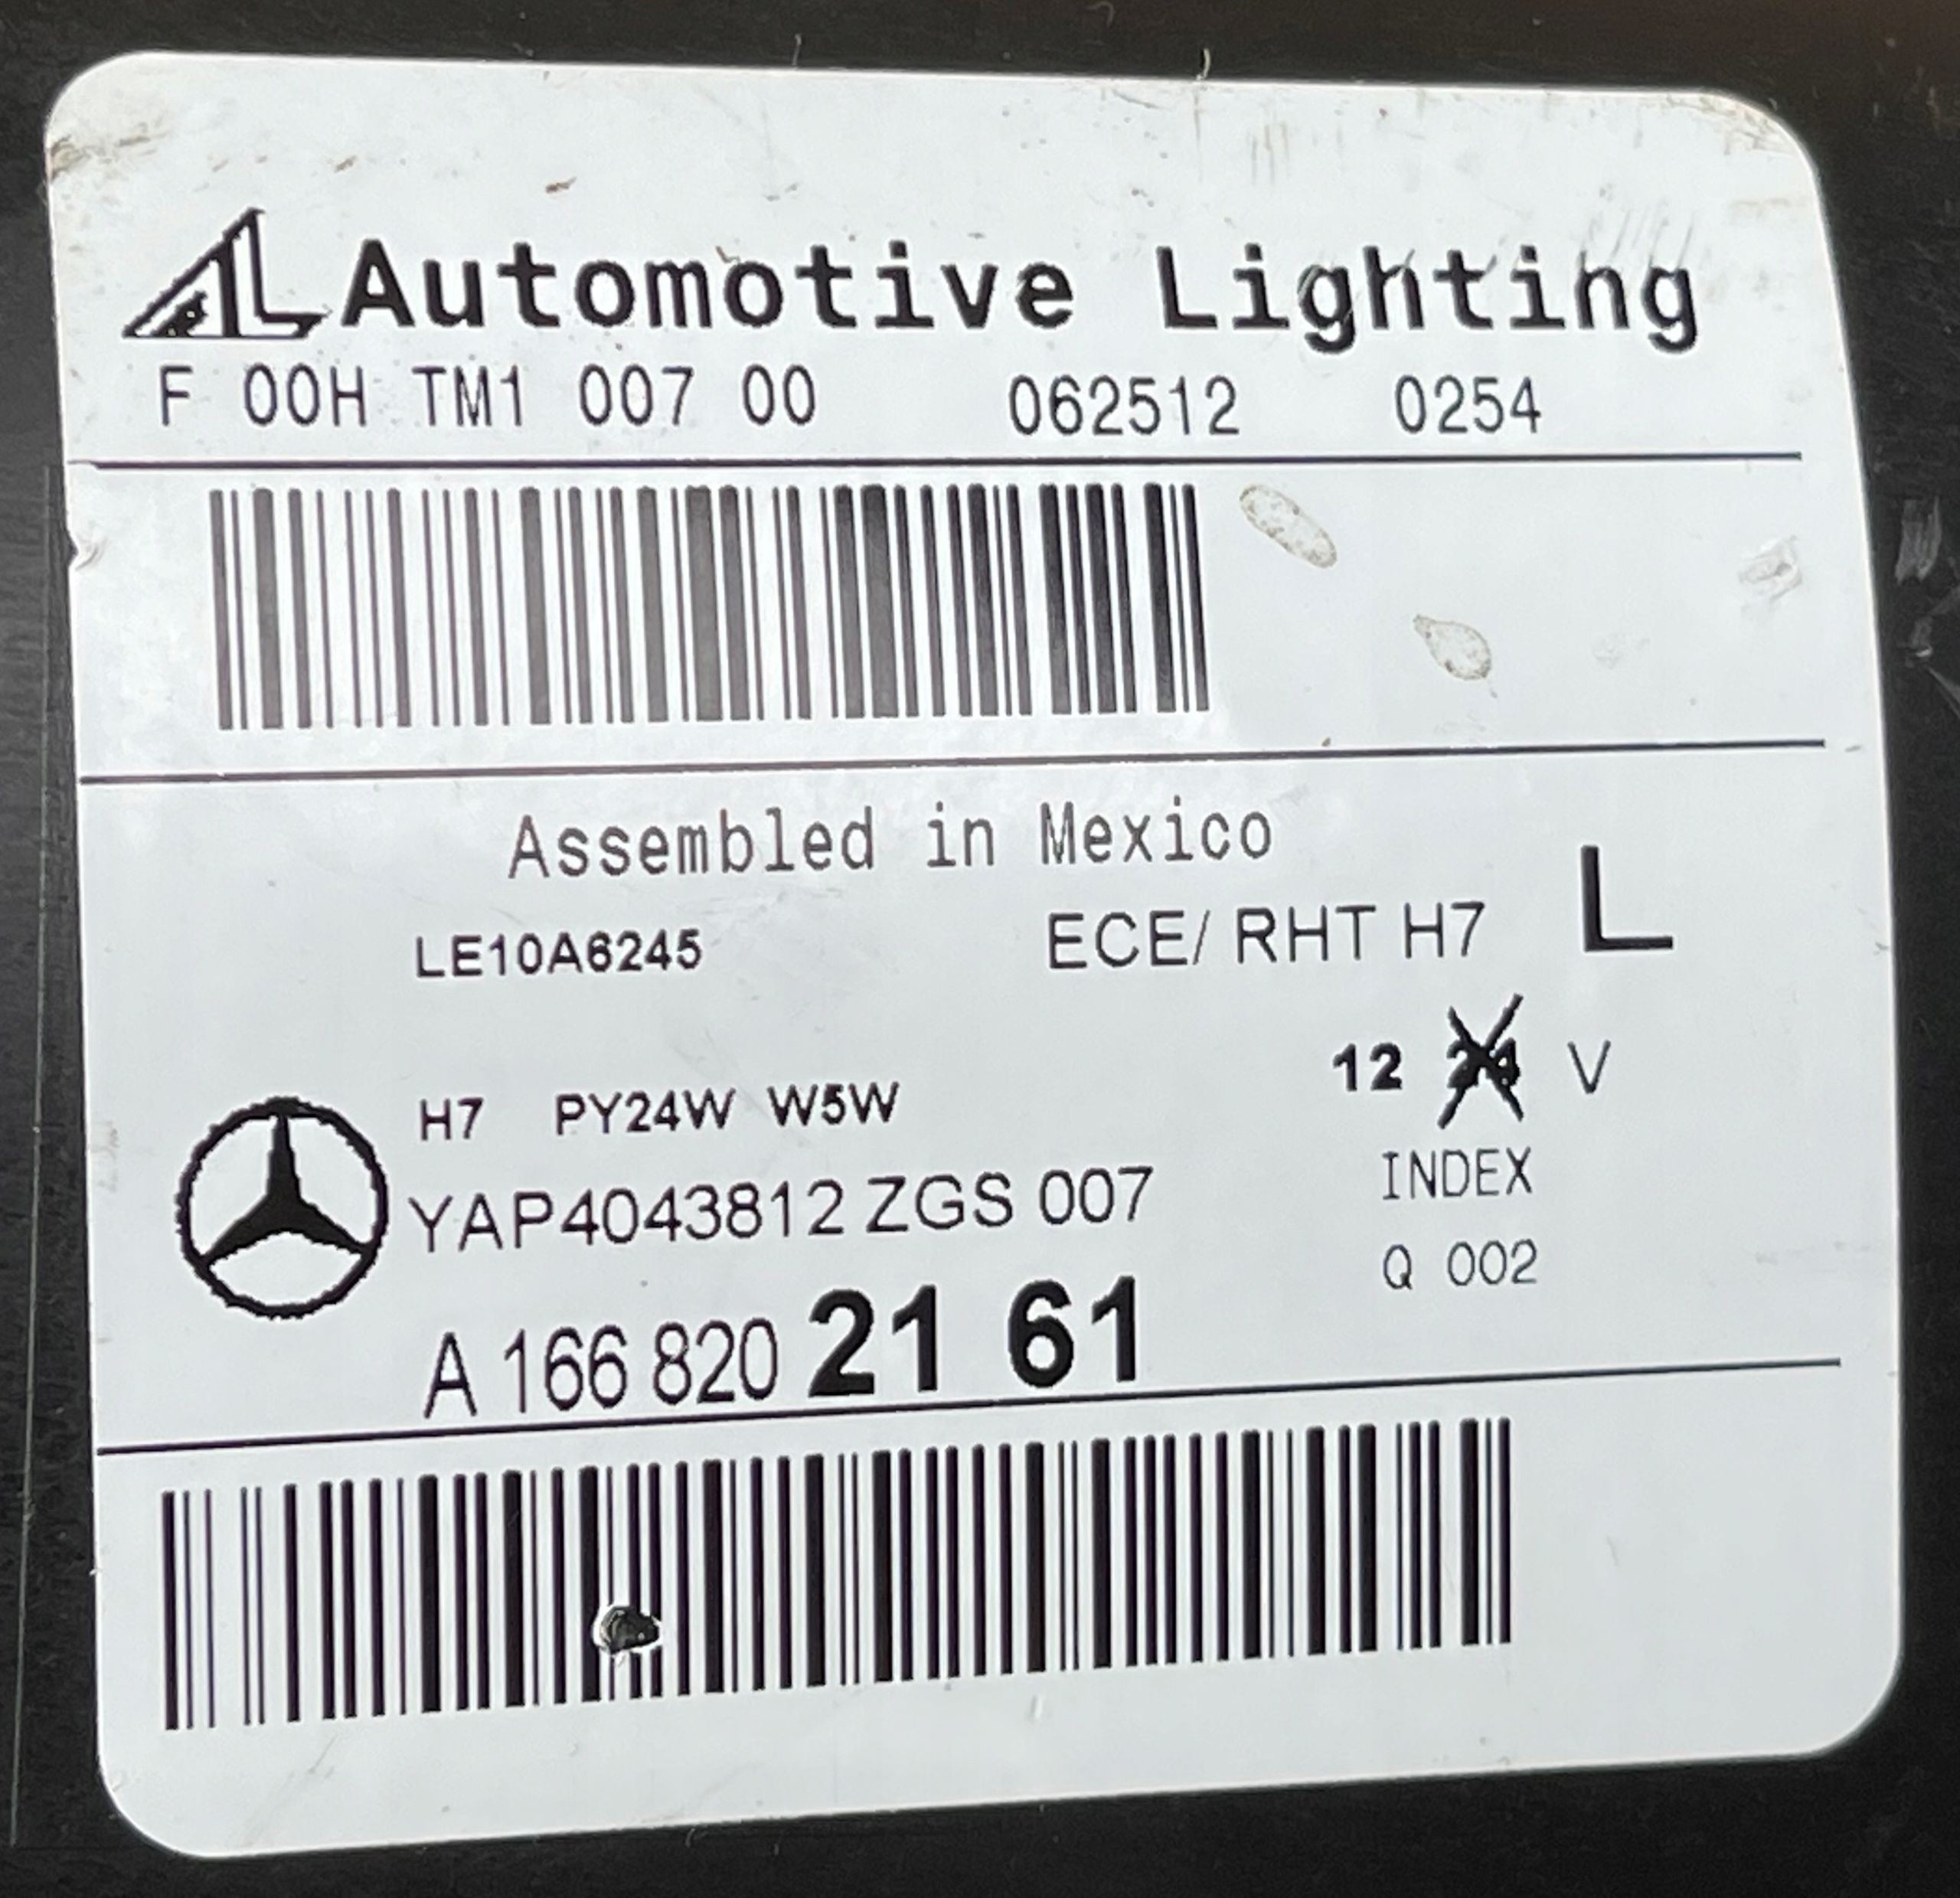 AL Automotive Lighting
F 00H TM1 007 00 062512 0254
Assembled in Mexico
LE10A6245 ECE/ RHT H7 L
12 24 V
H7 PY24W W5W
INDEX
YAP4043812 ZGS 007
Q 002
A 166 820 21 61